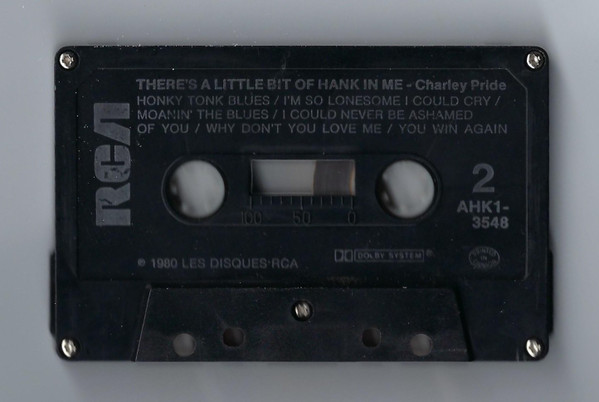 THERE'S A LITTLE BIT OF HANK IN ME - Charley Pride
HONKY TONK BLUES / I'M SO LONESOME I COULD CRY /
MOANIN' THE BLUES / I COULD NEVER BE ASHAMED
OF YOU / WHY DON'T YOU LOVE ME / YOU WIN AGAIN
RCA
2
AHK1-
3548
100 50 0
DOLBY SYSTEM ®
℗ 1980 LES DISQUES RCA